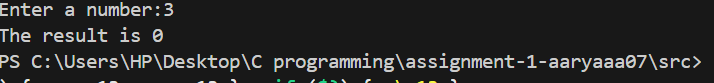 Enter a number:3
The result is 0
PS C:\Users\HP\Desktop\C programming\assignment-1-aaryaaa07\src>